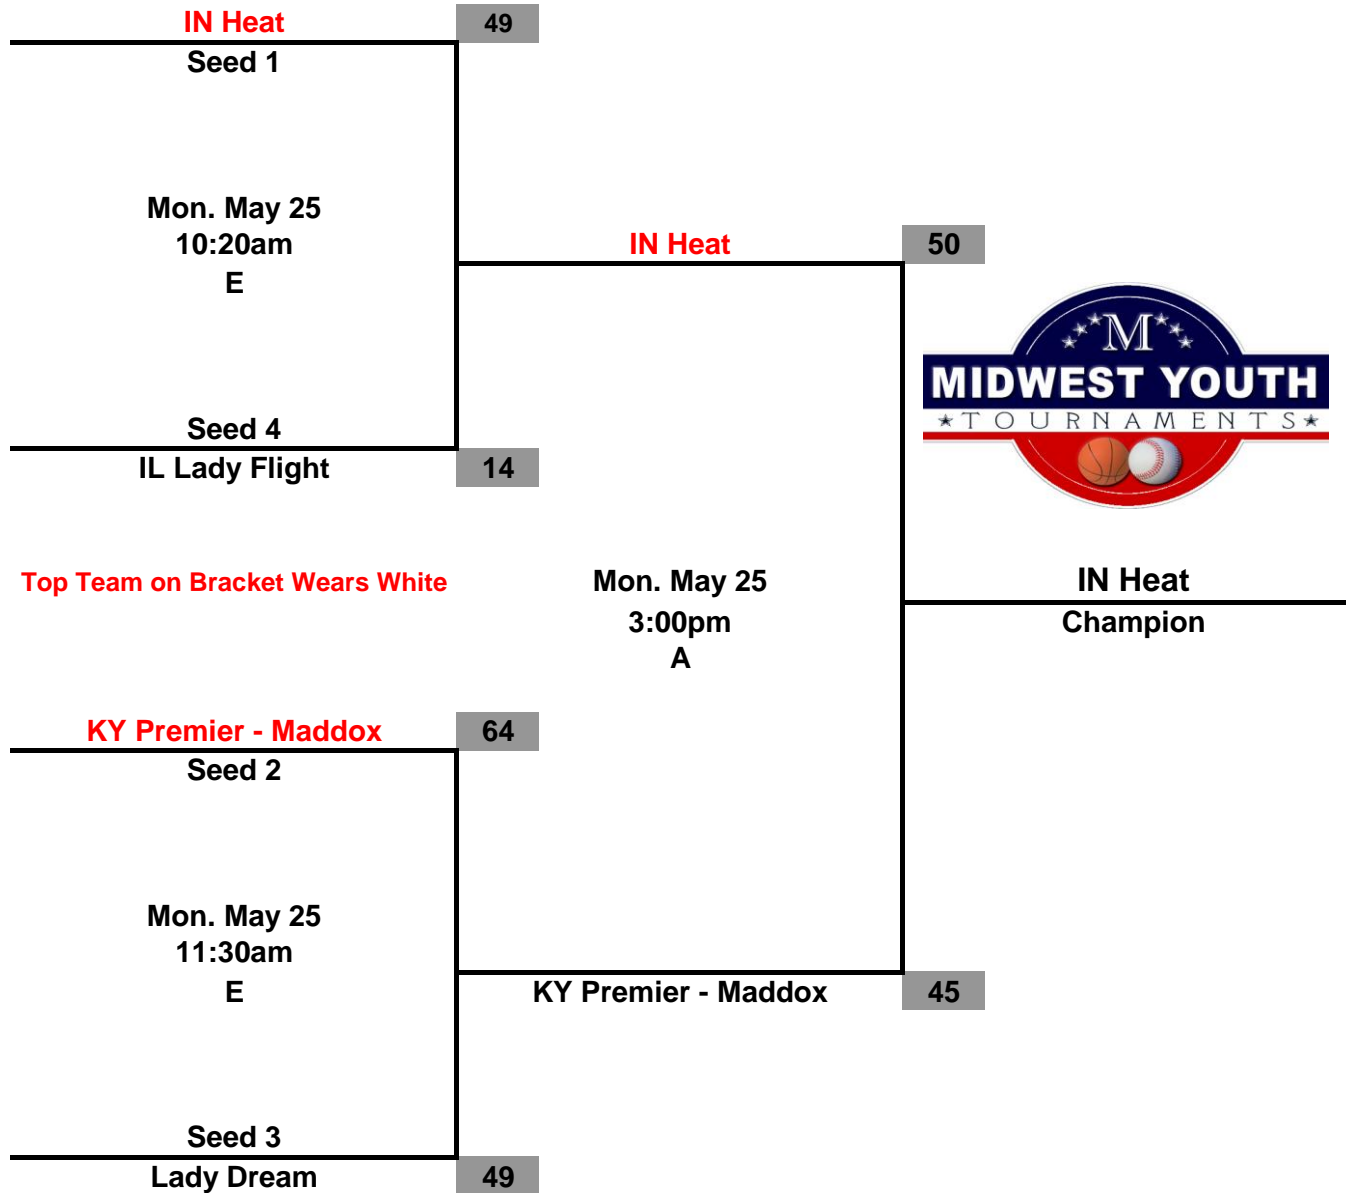 IN Heat 49
Seed 1
Mon. May 25
10:20am
E
IN Heat 50
M
MIDWEST YOUTH
TOURNAMENTS
Seed 4
IL Lady Flight 14
Top Team on Bracket Wears White
Mon. May 25
3:00pm
A
IN Heat
Champion
KY Premier - Maddox 64
Seed 2
Mon. May 25
11:30am
E
KY Premier - Maddox 45
Seed 3
Lady Dream 49